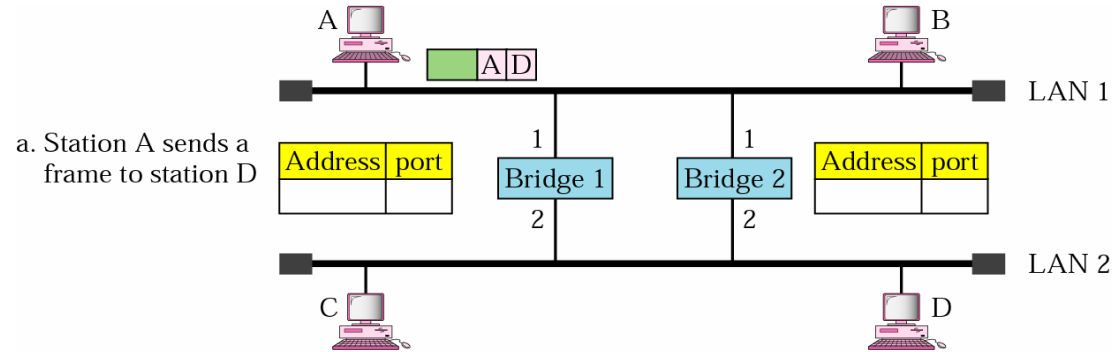 A
B
A D
LAN 1
a. Station A sends a
frame to station D
Address port
1
Bridge 1
2
1
Bridge 2
2
Address port
LAN 2
C
D